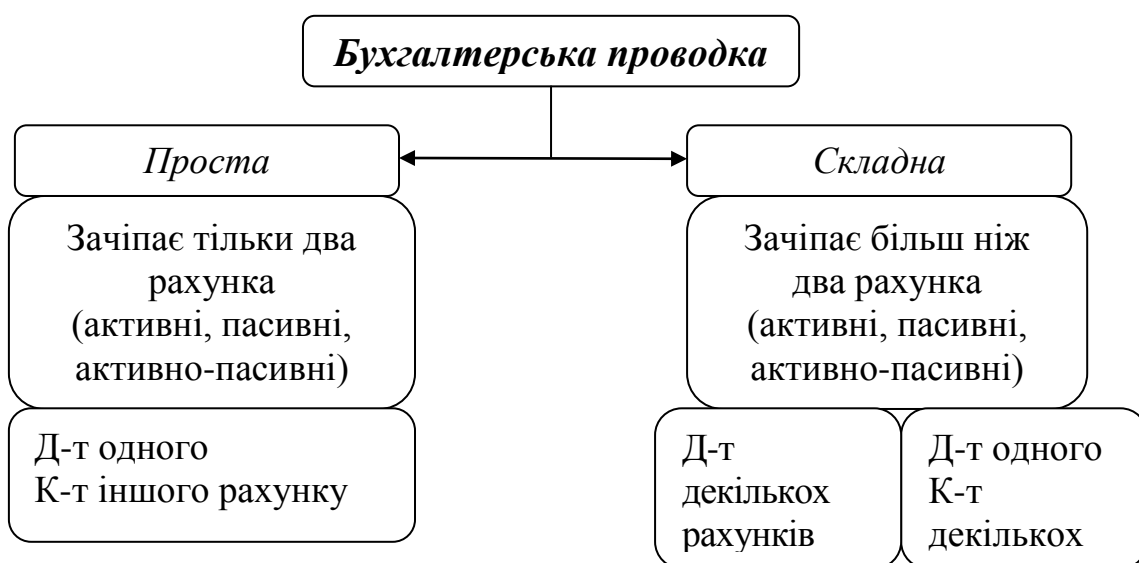 Бухгалтерська проводка
Проста
Складна
Зачіпає тільки два
рахунка
(активні, пасивні,
активно-пасивні)
Зачіпає більш ніж
два рахунка
(активні, пасивні,
активно-пасивні)
Д-т одного
К-т іншого рахунку
Д-т
декількох
рахунків
Д-т одного
К-т
декількох